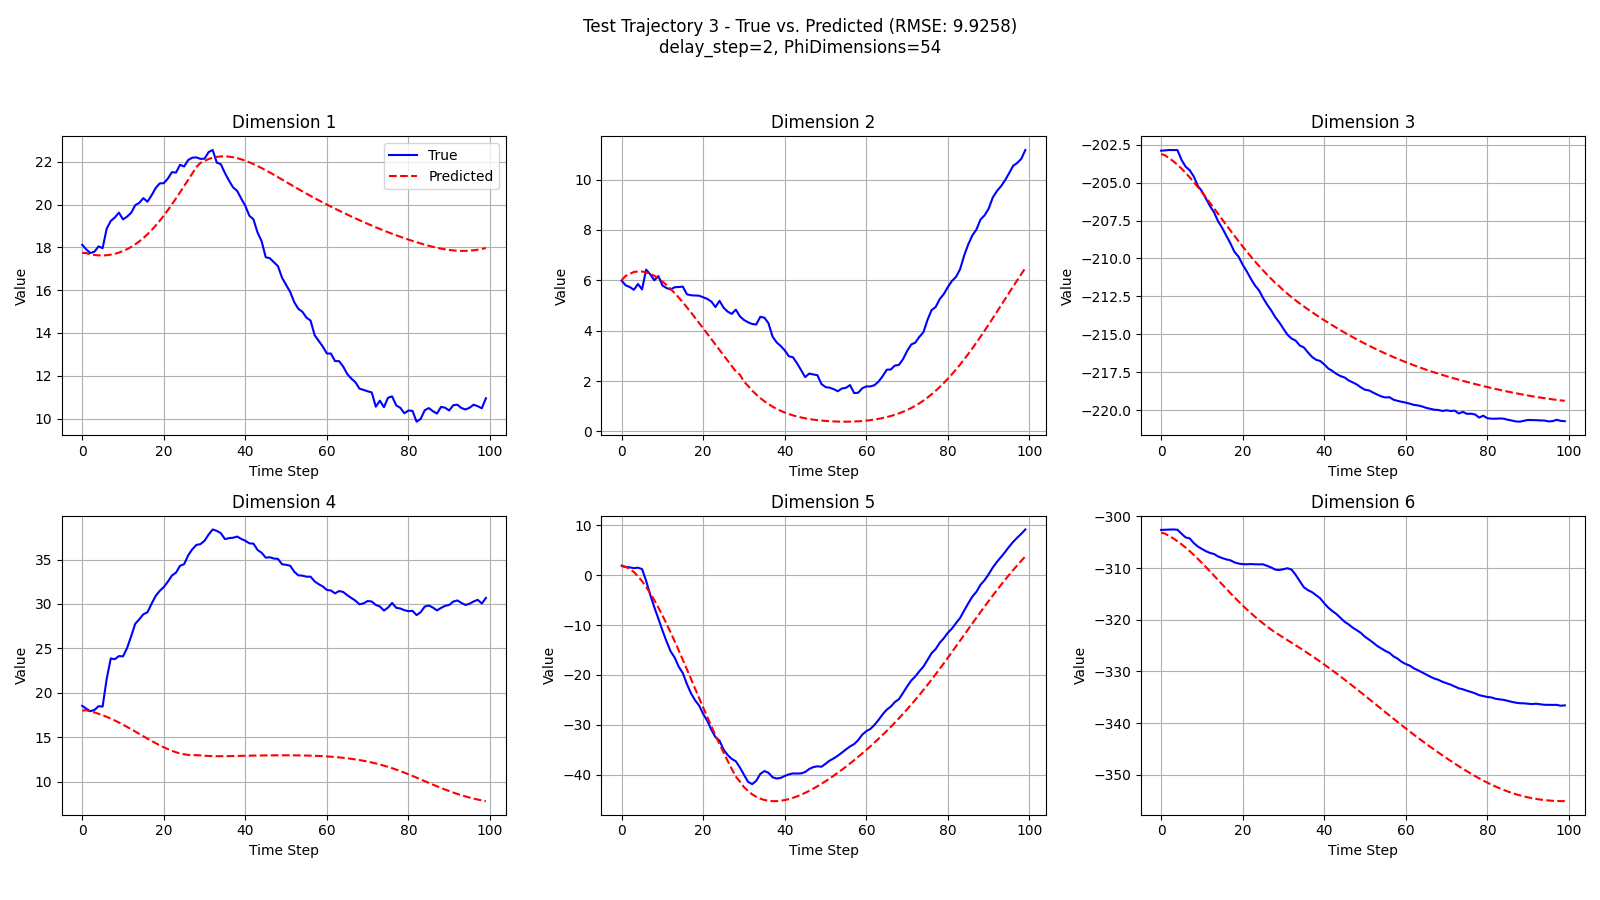 Test Trajectory 3 - True vs. Predicted (RMSE: 9.9258)
delay_step=2, PhiDimensions=54
Dimension 1
True
Predicted
22
20
18
16
14
12
10
Value
0 20 40 60 80 100
Time Step
Dimension 2
10
8
6
4
2
0
Value
0 20 40 60 80 100
Time Step
Dimension 3
−202.5
−205.0
−207.5
−210.0
−212.5
−215.0
−217.5
−220.0
Value
0 20 40 60 80 100
Time Step
Dimension 4
35
30
25
20
15
10
Value
0 20 40 60 80 100
Time Step
Dimension 5
10
0
−10
−20
−30
−40
Value
0 20 40 60 80 100
Time Step
Dimension 6
−300
−310
−320
−330
−340
−350
Value
0 20 40 60 80 100
Time Step